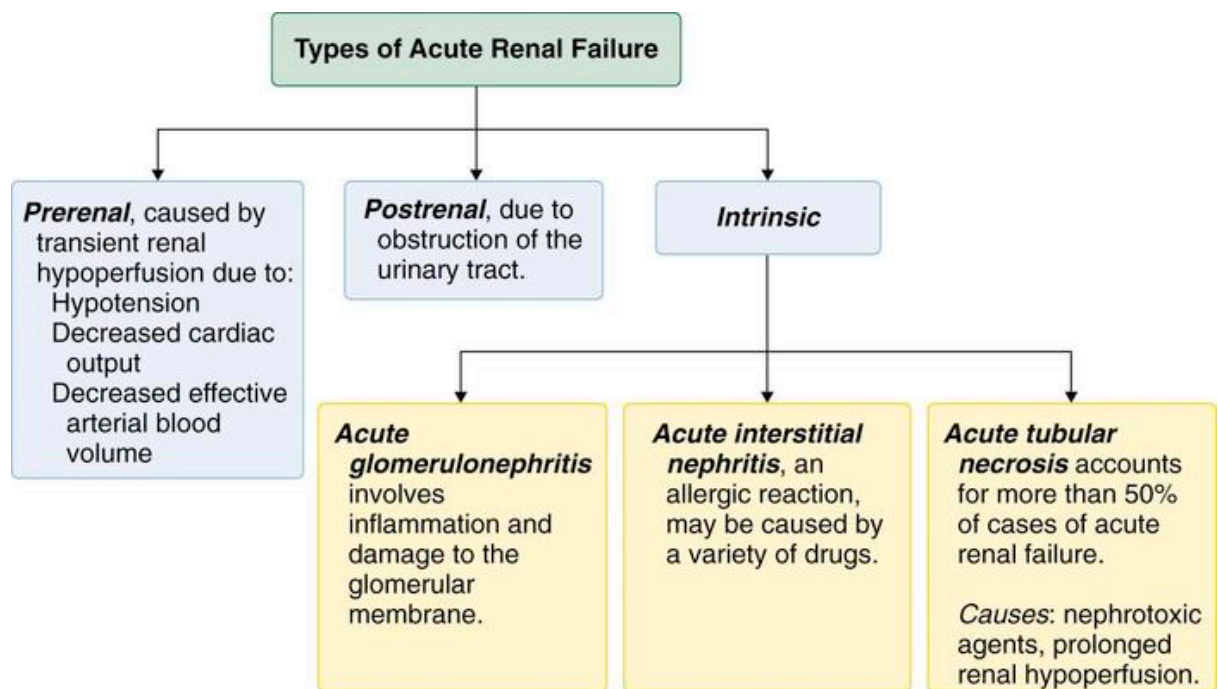 Types of Acute Renal Failure
Prerenal, caused by
transient renal
hypoperfusion due to:
Hypotension
Decreased cardiac
output
Decreased effective
arterial blood
volume
Postrenal, due to
obstruction of the
urinary tract.
Intrinsic
Acute
glomerulonephritis
involves
inflammation and
damage to the
glomerular
membrane.
Acute interstitial
nephritis, an
allergic reaction,
may be caused by
a variety of drugs.
Acute tubular
necrosis accounts
for more than 50%
of cases of acute
renal failure.
Causes: nephrotoxic
agents, prolonged
renal hypoperfusion.